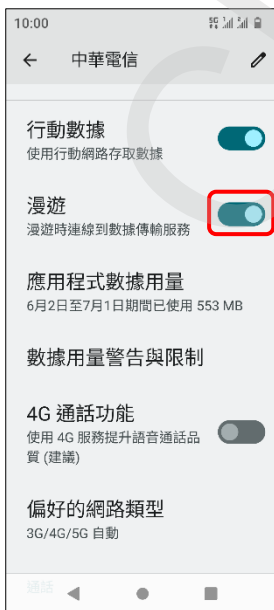 10:00
5G
中華電信
行動數據
使用行動網路存取數據
漫遊
漫遊時連線到數據傳輸服務
應用程式數據用量
6月2日至7月1日期間已使用 553 MB
數據用量警告與限制
4G 通話功能
使用 4G 服務提升語音通話品
質 (建議)
偏好的網路類型
3G/4G/5G 自動
通話